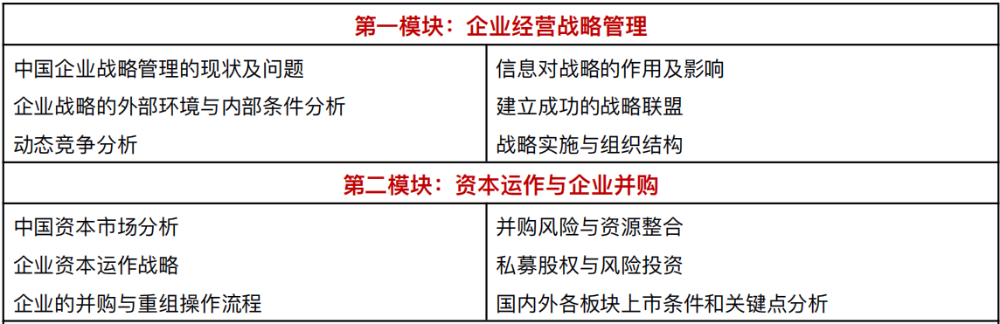 第一模块：企业经营战略管理
中国企业战略管理的现状及问题
企业战略的外部环境与内部条件分析
动态竞争分析
信息对战略的作用及影响
建立成功的战略联盟
战略实施与组织结构
第二模块：资本运作与企业并购
中国资本市场分析
企业资本运作战略
企业的并购与重组操作流程
并购风险与资源整合
私募股权与风险投资
国内外各板块上市条件和关键点分析